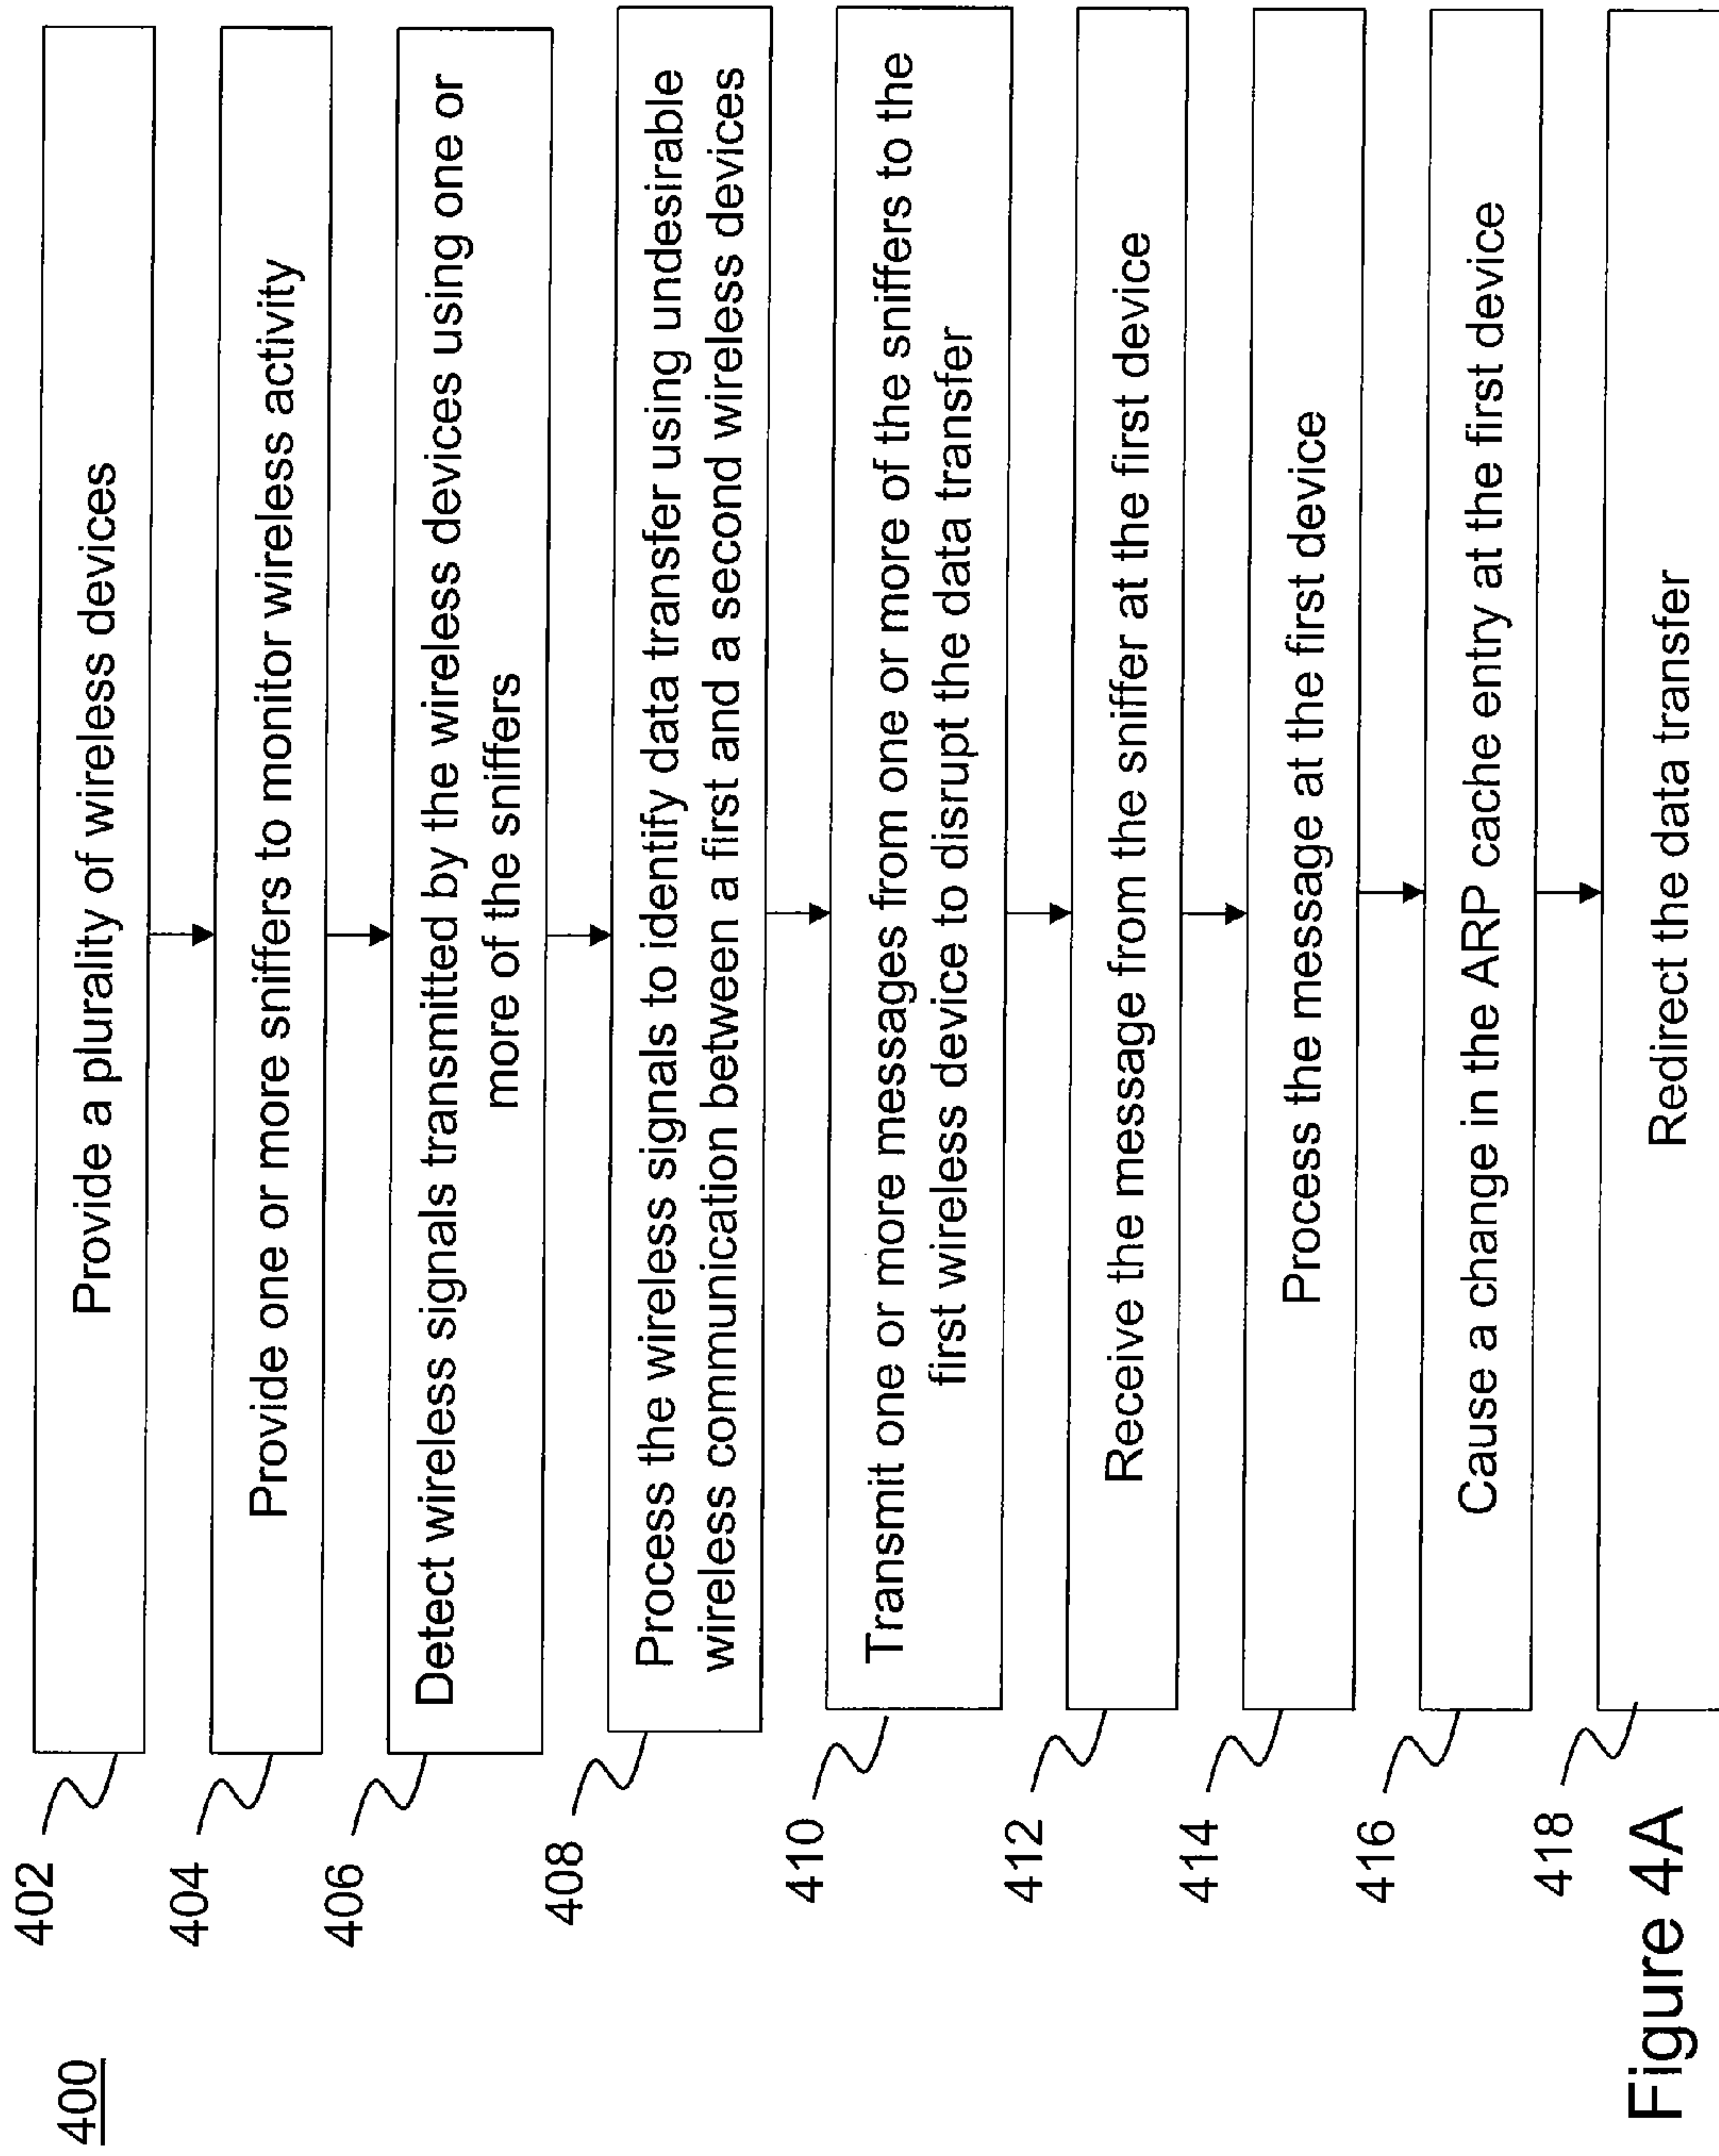 400
402
Provide a plurality of wireless devices
404
Provide one or more sniffers to monitor wireless activity
406
Detect wireless signals transmitted by the wireless devices using one or
more of the sniffers
408
Process the wireless signals to identify data transfer using undesirable
wireless communication between a first and a second wireless devices
410
Transmit one or more messages from one or more of the sniffers to the
first wireless device to disrupt the data transfer
412
Receive the message from the sniffer at the first device
414
Process the message at the first device
416
Cause a change in the ARP cache entry at the first device
418
Redirect the data transfer
Figure 4A